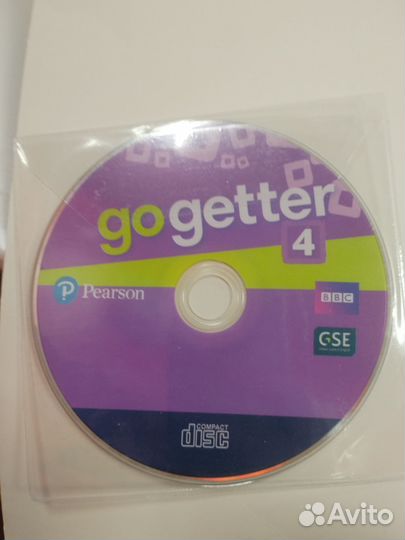 go getter
4
Pearson
BBC
GSE
COMPACT
disc
Avito